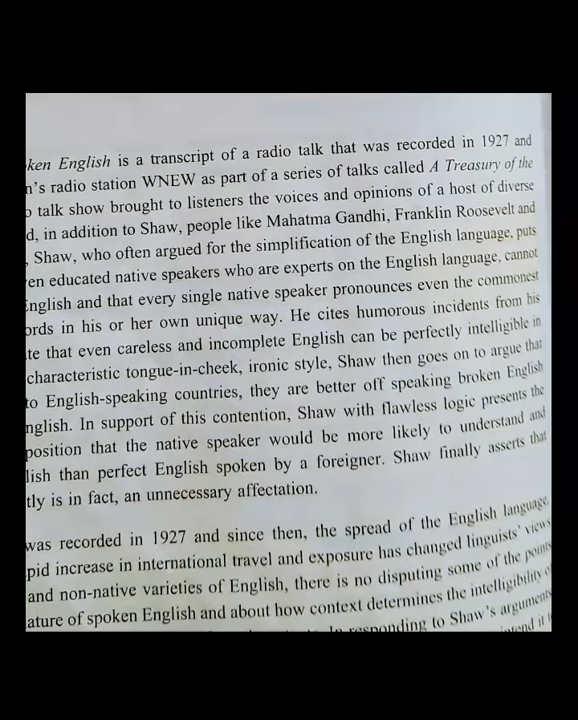 ken English is a transcript of a radio talk that was recorded in 1927 and
n's radio station WNEW as part of a series of talks called A Treasury of the
o talk show brought to listeners the voices and opinions of a host of diverse
d, in addition to Shaw, people like Mahatma Gandhi, Franklin Roosevelt and
, Shaw, who often argued for the simplification of the English language, puts
en educated native speakers who are experts on the English language, cannot
English and that every single native speaker pronounces even the commonest
ords in his or her own unique way. He cites humorous incidents from his
te that even careless and incomplete English can be perfectly intelligible in
characteristic tongue-in-cheek, ironic style, Shaw then goes on to argue that
to English-speaking countries, they are better off speaking broken English
nglish. In support of this contention, Shaw with flawless logic presents the
position that the native speaker would be more likely to understand and
lish than perfect English spoken by a foreigner. Shaw finally asserts that
tly is in fact, an unnecessary affectation.
was recorded in 1927 and since then, the spread of the English language,
pid increase in international travel and exposure has changed linguists' views
and non-native varieties of English, there is no disputing some of the points
ature of spoken English and about how context determines the intelligibility o
In responding to Shaw's arguments
intend it